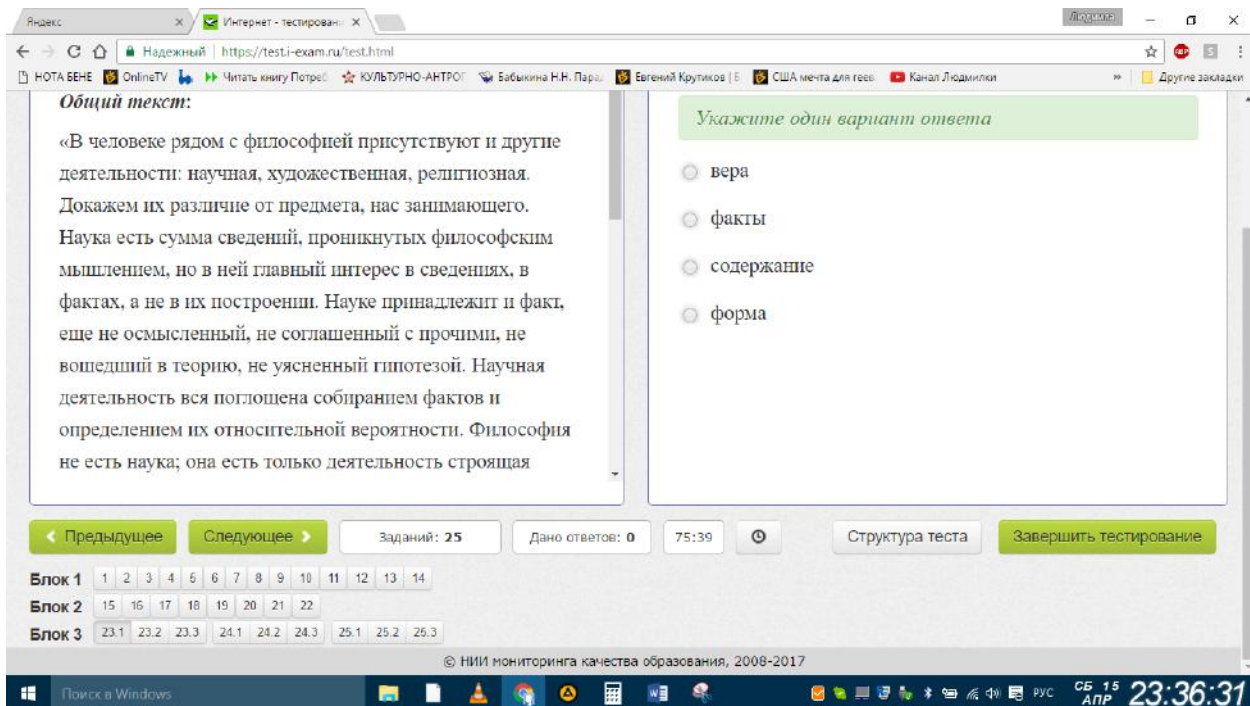 Яндекс
Интернет - тестирован
Людмила
Надежный
https://test.i-exam.ru/test.html
НОТА БЕНЕ
OnlineTV
Читать книгу Потреб
КУЛЬТУРНО-АНТРОГ
Бабыкина Н.Н. Пара
Евгений Крутиков | Б
США мечта для геев
Канал Людмилки
»
Другие закладки
Общий текст:
«В человеке рядом с философией присутствуют и другие
деятельности: научная, художественная, религиозная.
Докажем их различие от предмета, нас занимающего.
Наука есть сумма сведений, проникнутых философским
мышлением, но в ней главный интерес в сведениях, в
фактах, а не в их построении. Науке принадлежит и факт,
еще не осмысленный, не соглашенный с прочими, не
вошедший в теорию, не уясненный гипотезой. Научная
деятельность вся поглощена собиранием фактов и
определением их относительной вероятности. Философия
не есть наука; она есть только деятельность строящая
Укажите один вариант ответа
вера
факты
содержание
форма
Предыдущее
Следующее
Заданий: 25
Дано ответов: 0
75:39
Структура теста
Завершить тестирование
Блок 1 1 2 3 4 5 6 7 8 9 10 11 12 13 14
Блок 2 15 16 17 18 19 20 21 22
Блок 3 23.1 23.2 23.3 24.1 24.2 24.3 25.1 25.2 25.3
© НИИ мониторинга качества образования, 2008-2017
Поиск в Windows
РУС
СБ 15
АПР
23:36:31